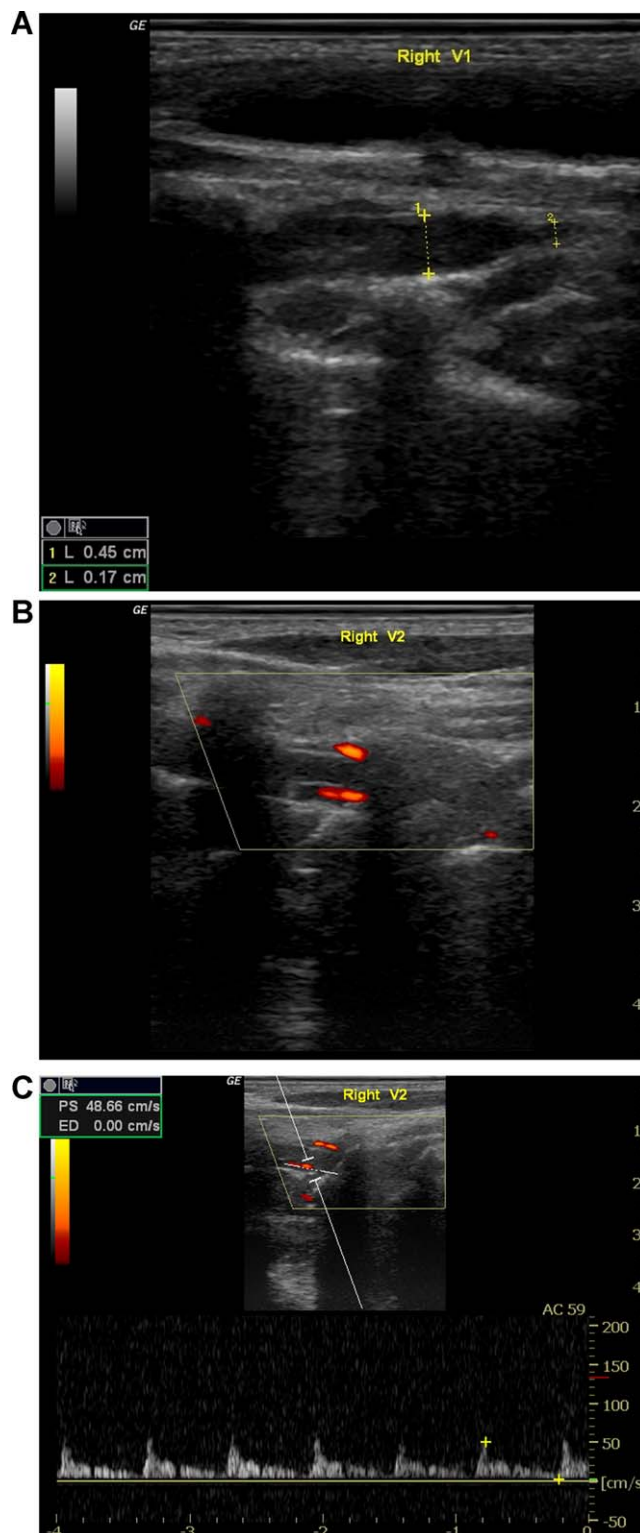 A
GE
Right V1
1
2
1 L 0.45 cm
2 L 0.17 cm
B
GE
Right V2
1
2
3
4
C
GE
PS 48.66 cm/s
ED 0.00 cm/s
Right V2
1
2
3
4
AC 59
200
150
100
50
[cm/s
-50
-4
-3
-2
-1
0